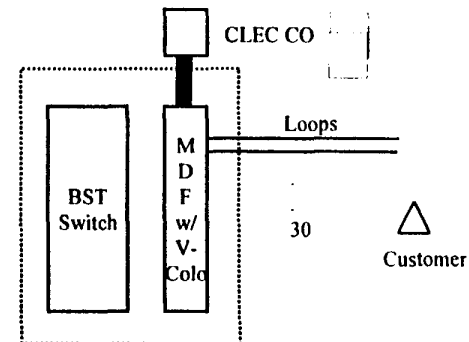 CLEC CO
Loops
M
D
F
w/
V-
Colo
BST
Switch
30
Customer